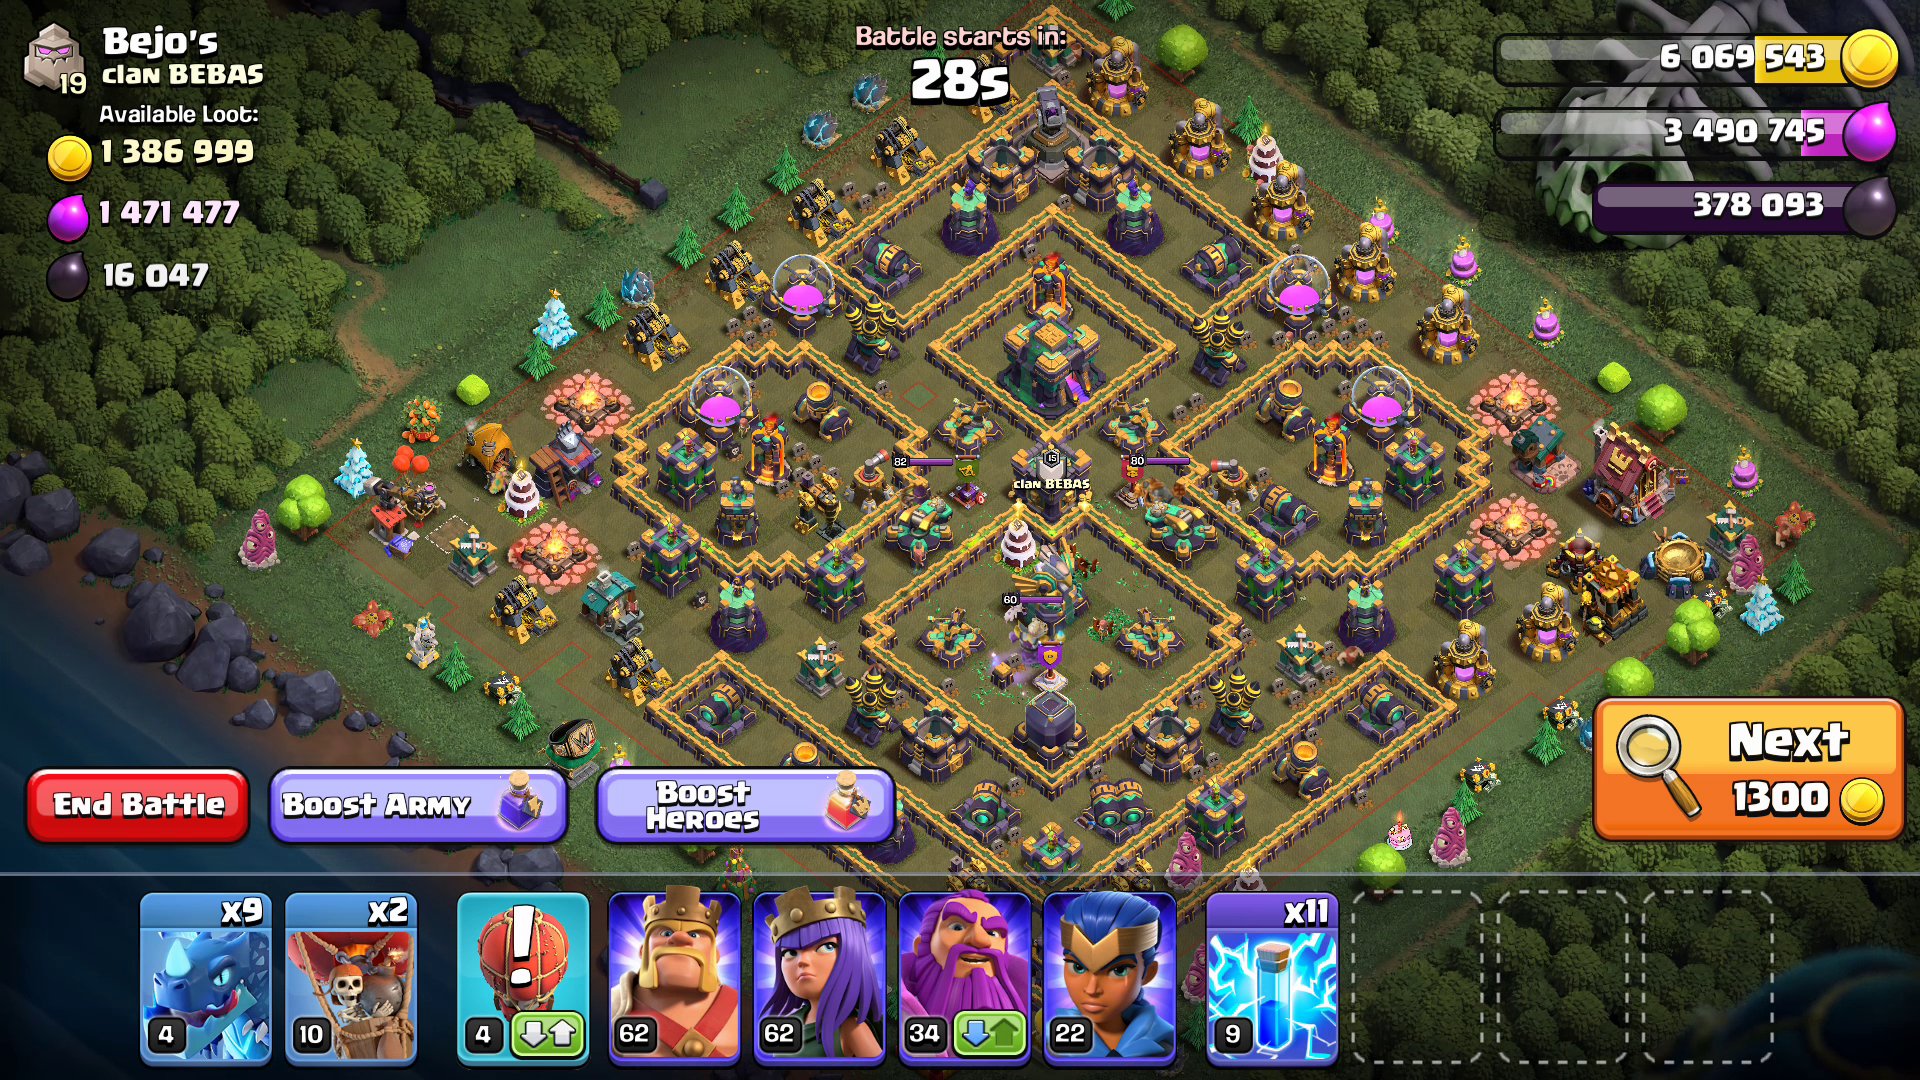 Bejo's
clan BEBAS
19
Available Loot:
1 386 999
1 471 477
16 047
Battle starts in:
28s
6 069 543
3 490 745
378 093
82
80
15
clan BEBAS
60
Next
1300
End Battle
Boost Army
Boost Heroes
x9
x2
!
x11
4
10
4
62
62
34
22
9